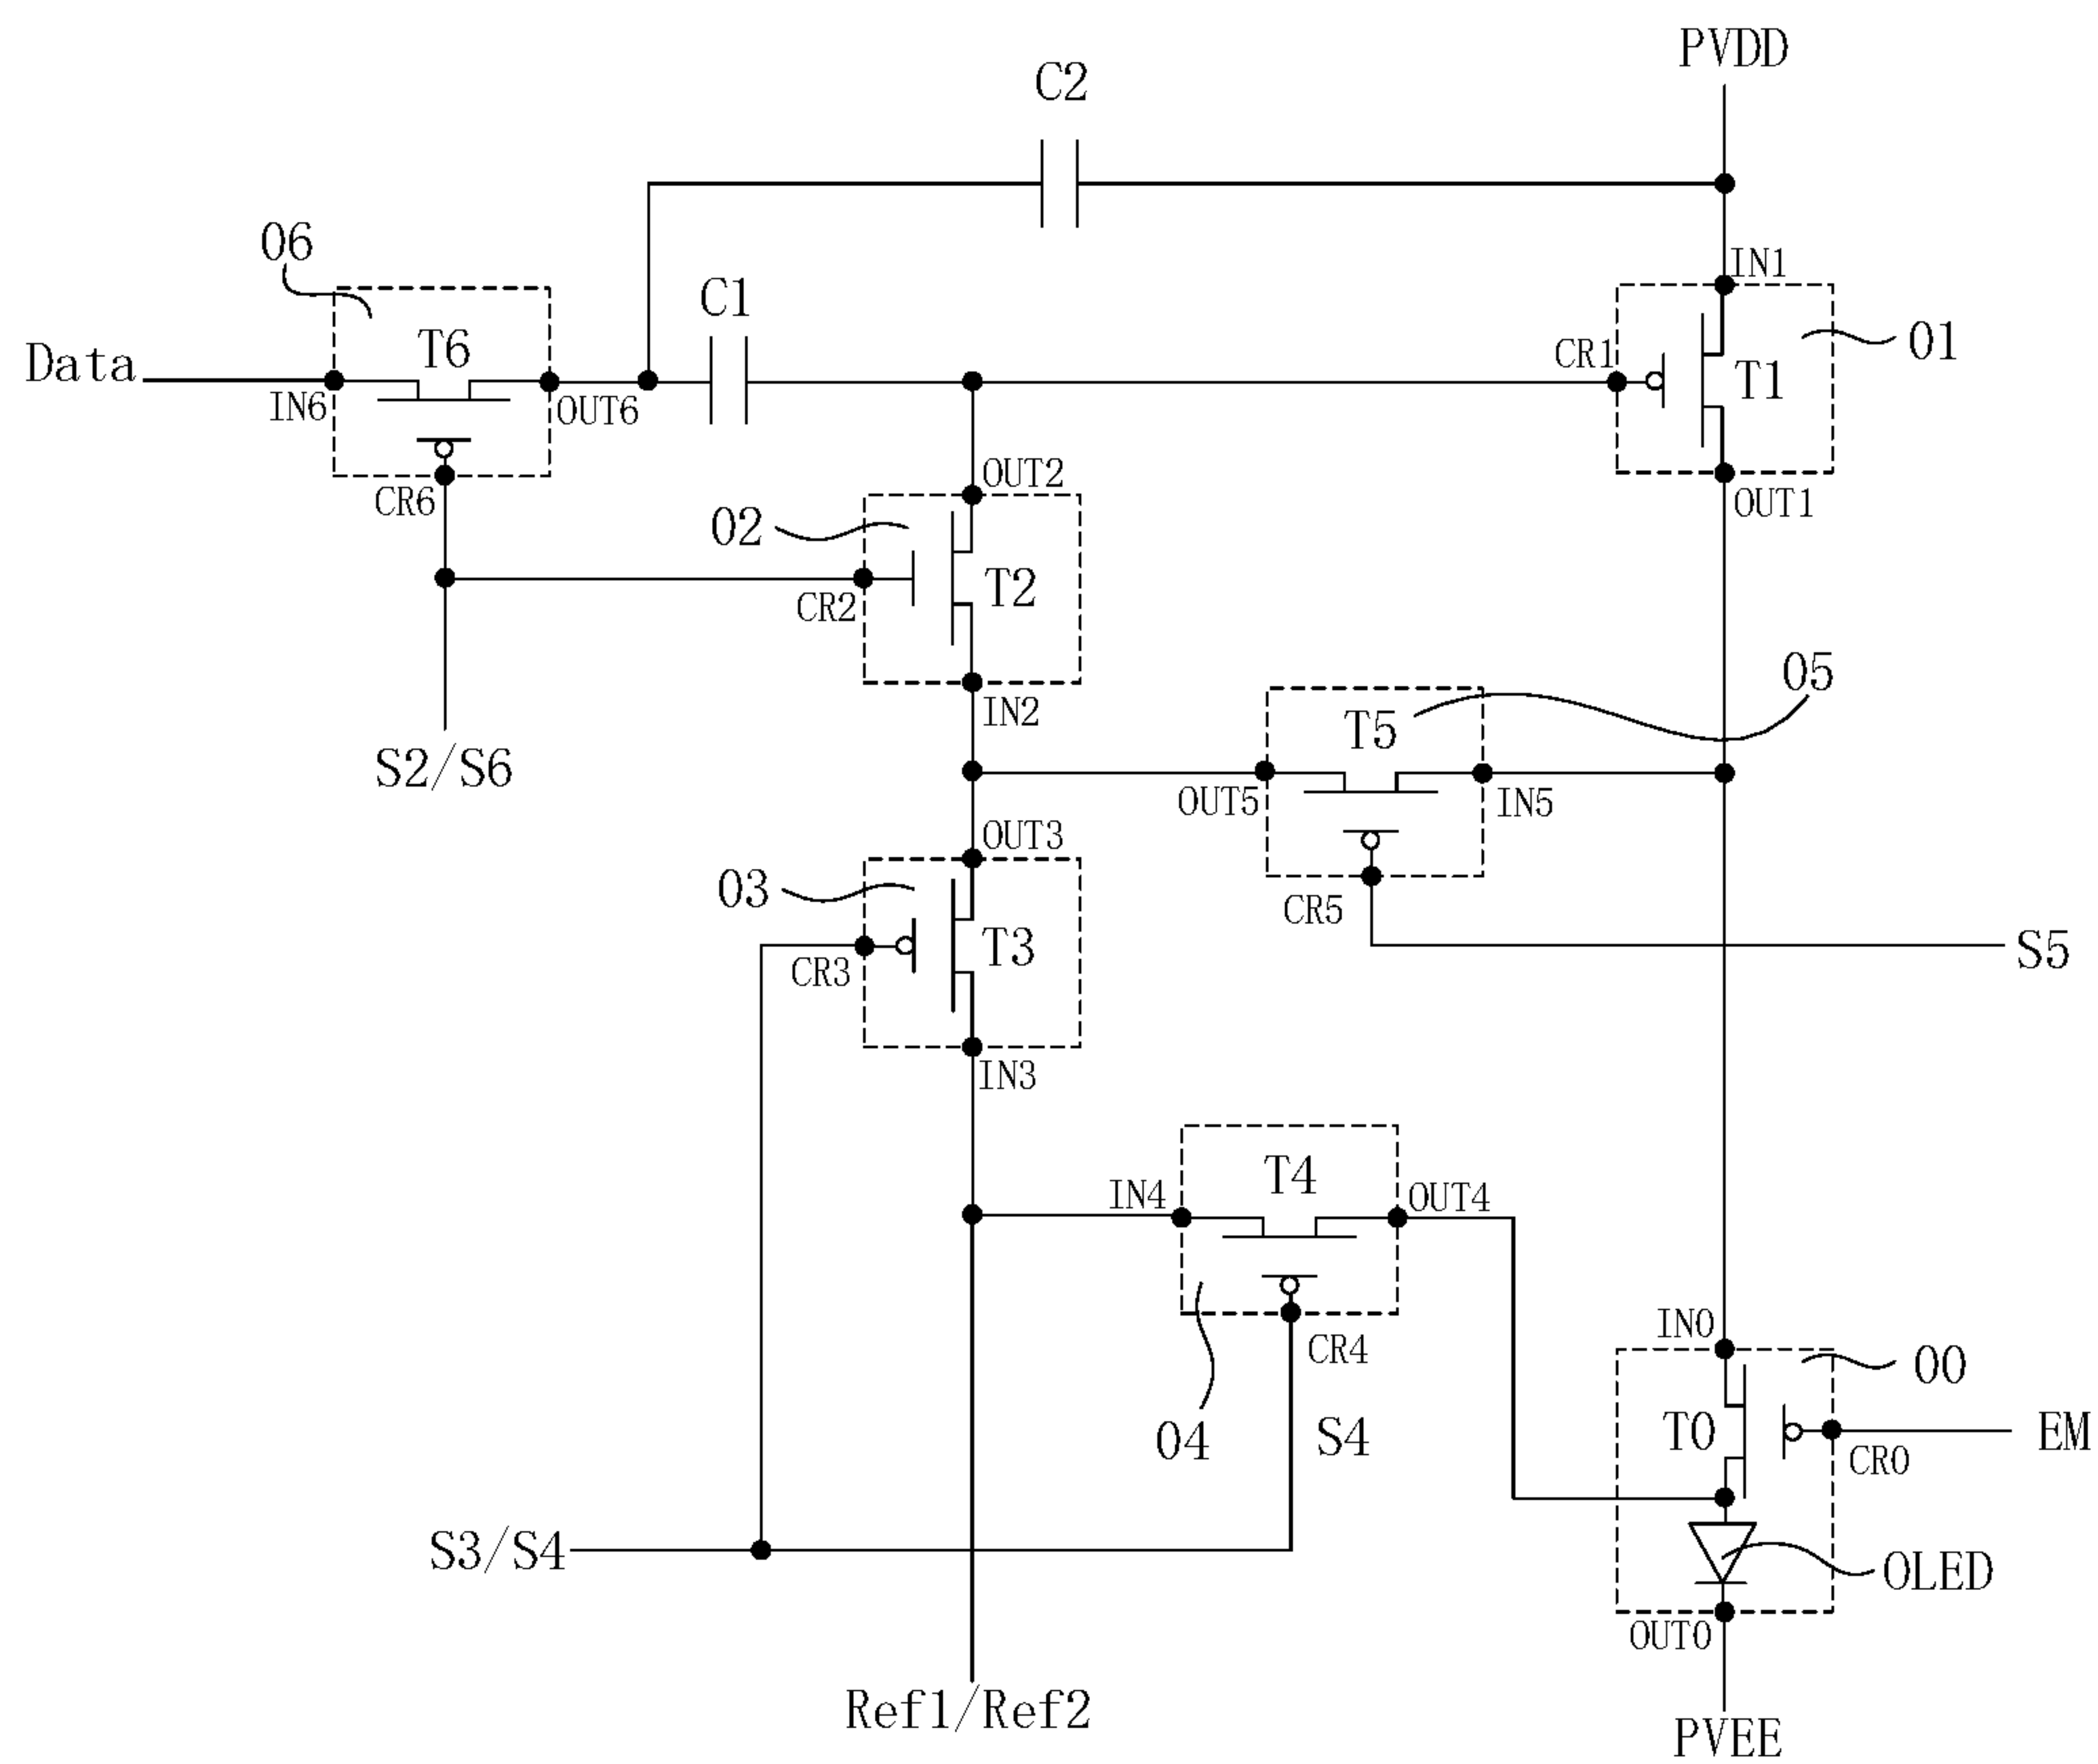 PVDD
C2
06
IN1
C1
T6
CR1
01
Data
T1
IN6
OUT6
OUT2
CR6
OUT1
02
T2
CR2
05
IN2
T5
S2/S6
OUT5
IN5
OUT3
03
CR5
T3
S5
CR3
IN3
T4
IN4
OUT4
IN0
CR4
00
04
S4
T0
EM
CR0
S3/S4
OLED
OUT0
Ref1/Ref2
PVEE